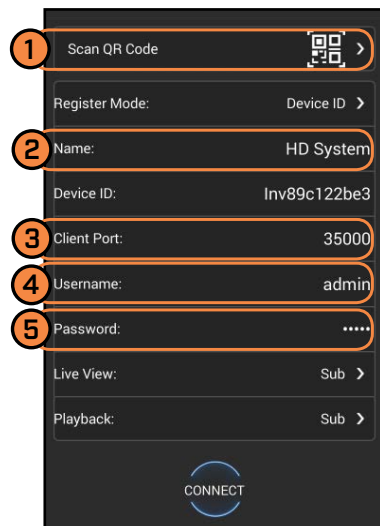 1 Scan QR Code
Register Mode: Device ID >
2 Name: HD System
Device ID: lnv89c122be3
3 Client Port: 35000
4 Username: admin
5 Password: •••••
Live View: Sub >
Playback: Sub >
CONNECT